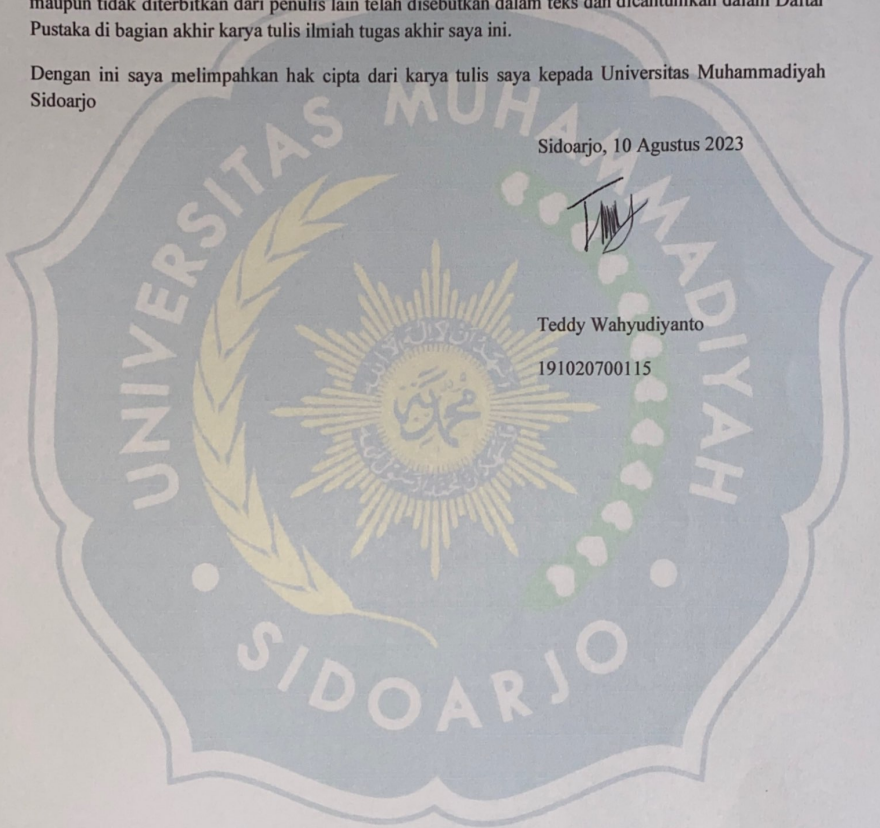 maupun tidak diterbitkan dari penulis lain telah disebutkan dalam teks dan dicantumkan dalam Daftar
Pustaka di bagian akhir karya tulis ilmiah tugas akhir saya ini.
Dengan ini saya melimpahkan hak cipta dari karya tulis saya kepada Universitas Muhammadiyah
Sidoarjo
Sidoarjo, 10 Agustus 2023
Teddy Wahyudiyanto
191020700115
UNIVERSITAS MUHAMMADIYAH
محمد
SIDOARJO